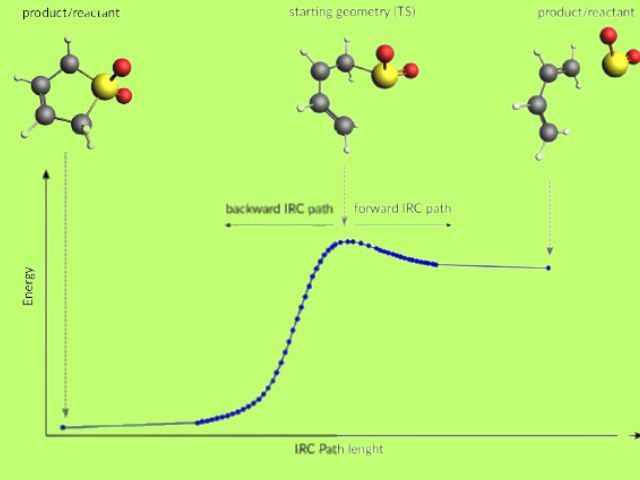 product/reactant
starting geometry (TS)
product/reactant
backward IRC path
forward IRC path
Energy
IRC Path lenght